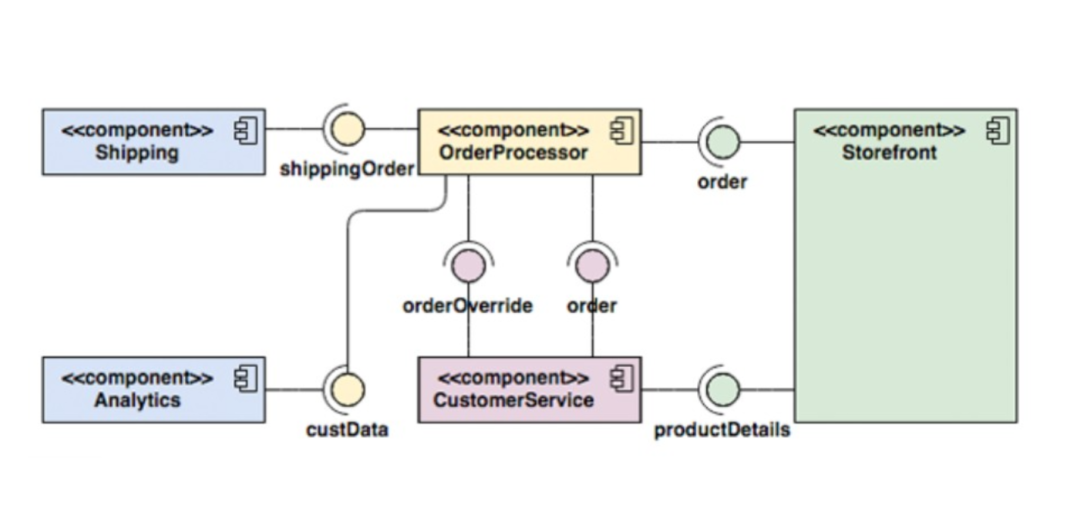 <<component>>
Shipping
shippingOrder
<<component>>
OrderProcessor
order
<<component>>
Storefront
orderOverride
order
<<component>>
Analytics
custData
<<component>>
CustomerService
productDetails